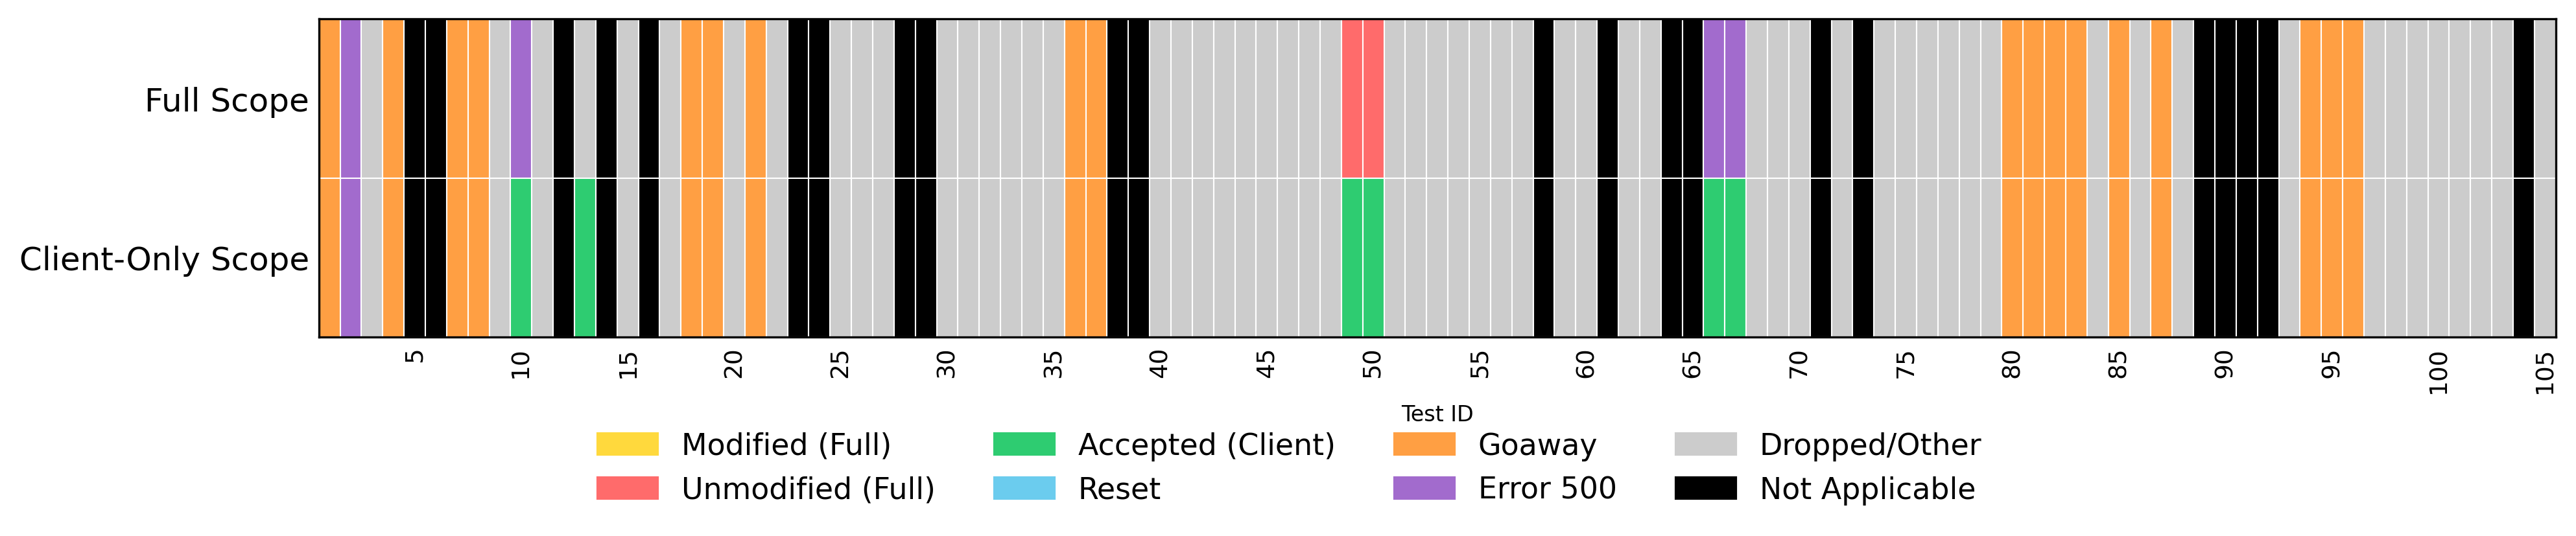 Full Scope
Client-Only Scope
5 10 15 20 25 30 35 40 45 50 55 60 65 70 75 80 85 90 95 100 105
Test ID
Modified (Full) Accepted (Client) Goaway Dropped/Other
Unmodified (Full) Reset Error 500 Not Applicable